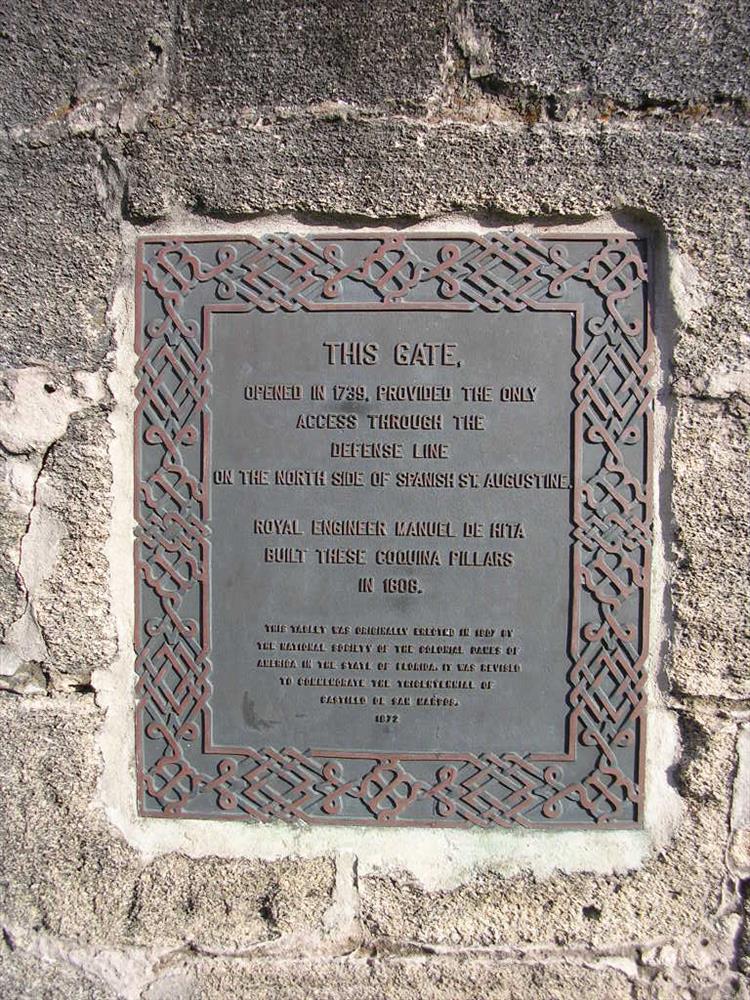 THIS GATE,
OPENED IN 1739, PROVIDED THE ONLY
ACCESS THROUGH THE
DEFENSE LINE
ON THE NORTH SIDE OF SPANISH ST. AUGUSTINE.
ROYAL ENGINEER MANUEL DE HITA
BUILT THESE COQUINA PILLARS
IN 1808.
THIS TABLET WAS ORIGINALLY ERECTED IN 1907 BY
THE NATIONAL SOCIETY OF THE COLONIAL DAMES OF
AMERICA IN THE STATE OF FLORIDA. IT WAS REVISED
TO COMMEMORATE THE TRICENTENNIAL OF
CASTILLO DE SAN MARCOS.
1972